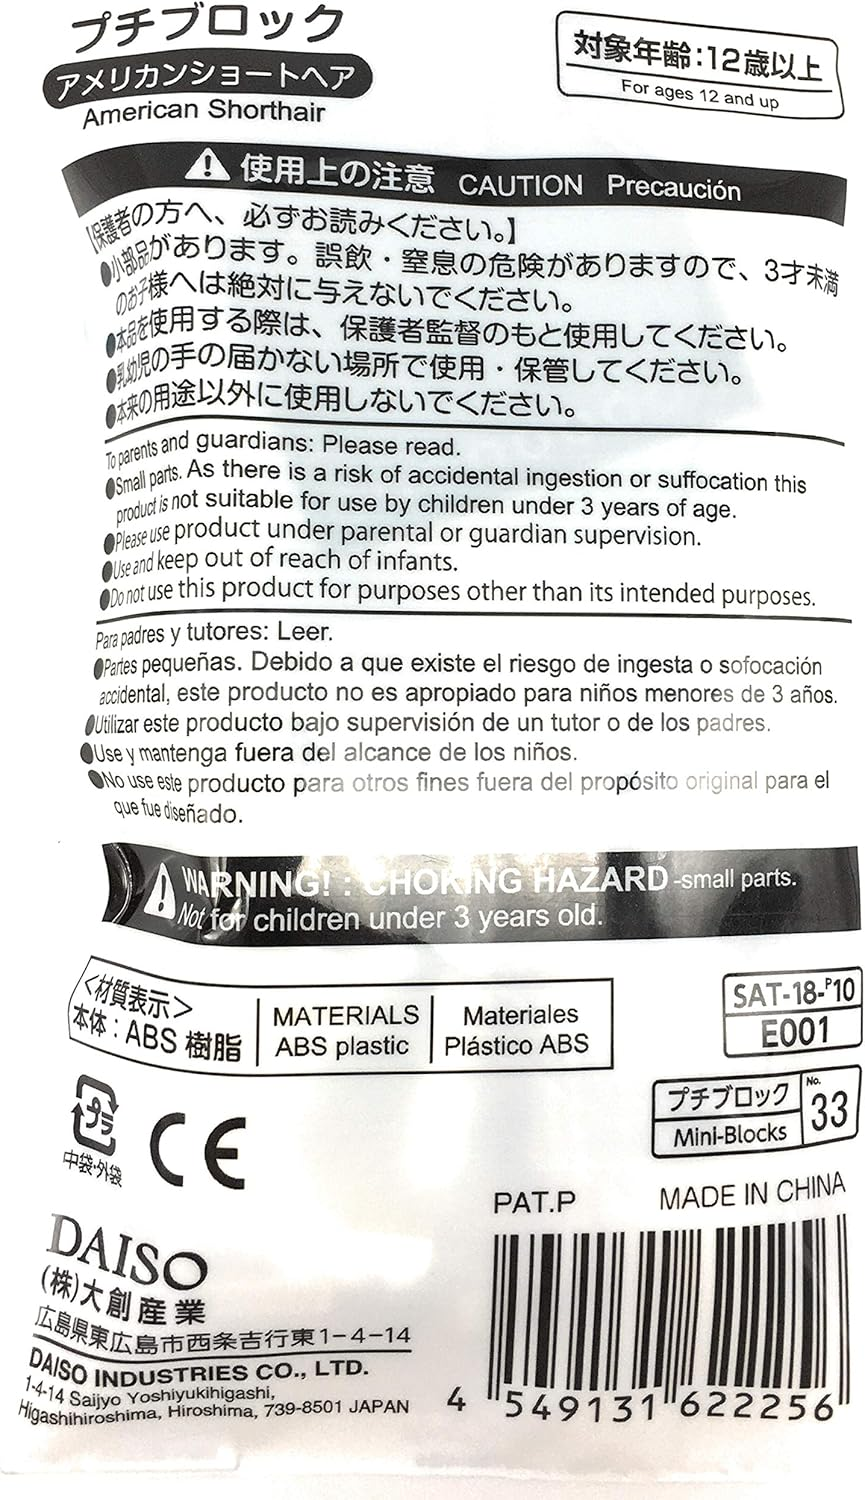 プチブロック
アメリカンショートヘア
American Shorthair
対象年齢:12歳以上
For ages 12 and up
使用上の注意 CAUTION Precaución
【保護者の方へ、必ずお読みください。】
●小部品があります。誤飲・窒息の危険がありますので、3才未満
のお子様へは絶対に与えないでください。
●本品を使用する際は、保護者監督のもと使用してください。
●乳幼児の手の届かない場所で使用・保管してください。
●本来の用途以外に使用しないでください。
To parents and guardians: Please read.
●Small parts. As there is a risk of accidental ingestion or suffocation this
product is not suitable for use by children under 3 years of age.
●Please use product under parental or guardian supervision.
●Use and keep out of reach of infants.
●Do not use this product for purposes other than its intended purposes.
Para padres y tutores: Leer.
●Partes pequeñas. Debido a que existe el riesgo de ingesta o sofocación
accidental, este producto no es apropiado para niños menores de 3 años.
●Utilizar este producto bajo supervisión de un tutor o de los padres.
●Use y mantenga fuera del alcance de los niños.
●No use este producto para otros fines fuera del propósito original para el
que fue diseñado.
WARNING! : CHOKING HAZARD -small parts.
Not for children under 3 years old.
<材質表示>
本体:ABS 樹脂
MATERIALS
ABS plastic
Materiales
Plástico ABS
SAT-18-P10
E001
プラ
中袋・外袋
CE
プチブロック
Mini-Blocks
No.
33
PAT.P
MADE IN CHINA
DAISO
(株)大創産業
広島県東広島市西条吉行東1-4-14
DAISO INDUSTRIES CO., LTD.
1-4-14 Saijyo Yoshiyukihigashi,
Higashihiroshima, Hiroshima, 739-8501 JAPAN
4 549131 622256